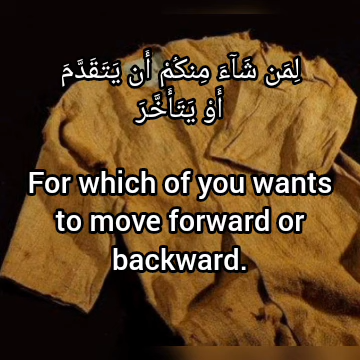 لِمَن شَآءَ مِنكُمْ أَن يَتَقَدَّمَ
أَوْ يَتَأَخَّرَ
For which of you wants
to move forward or
backward.